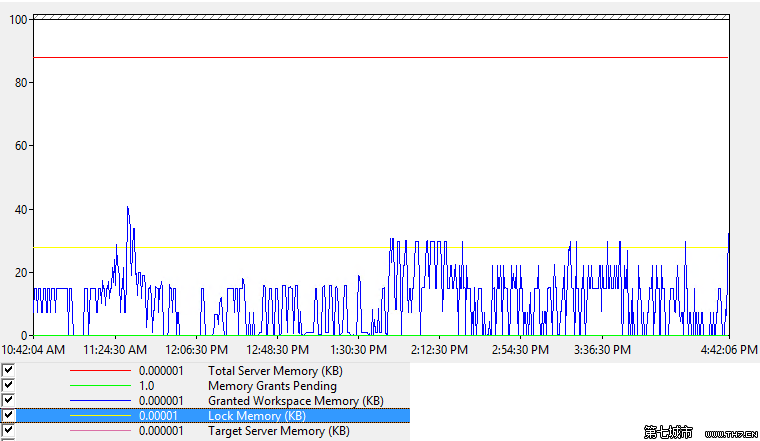 100
80
60
40
20
0
10:42:04 AM 11:24:30 AM 12:06:30 PM 12:48:30 PM 1:30:30 PM 2:12:30 PM 2:54:30 PM 3:36:30 PM 4:42:06 PM
0.000001 Total Server Memory (KB)
1.0 Memory Grants Pending
0.000001 Granted Workspace Memory (KB)
0.00001 Lock Memory (KB)
0.000001 Target Server Memory (KB)
第七城市 WWW.TH7.CN